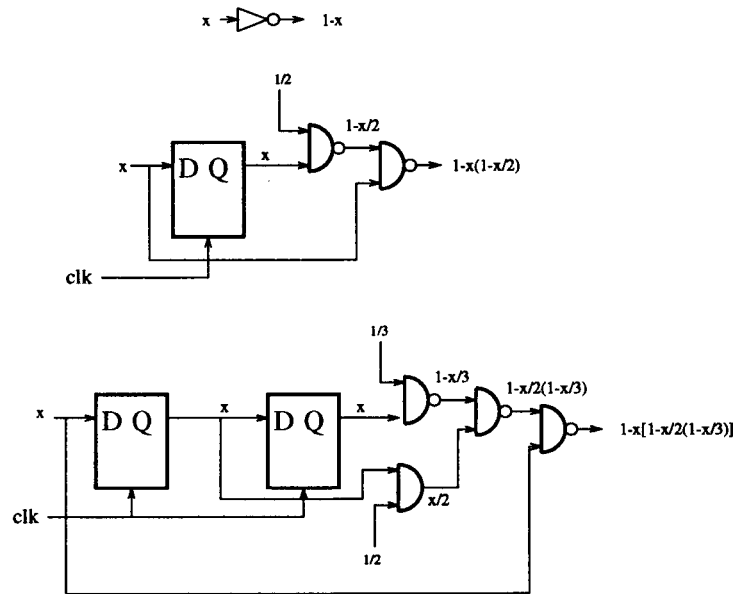 x 1-x
1/2
1-x/2
x D Q x 1-x(1-x/2)
clk
1/3
1-x/3
1-x/2(1-x/3)
x D Q x D Q x 1-x[1-x/2(1-x/3)]
x/2
clk
1/2